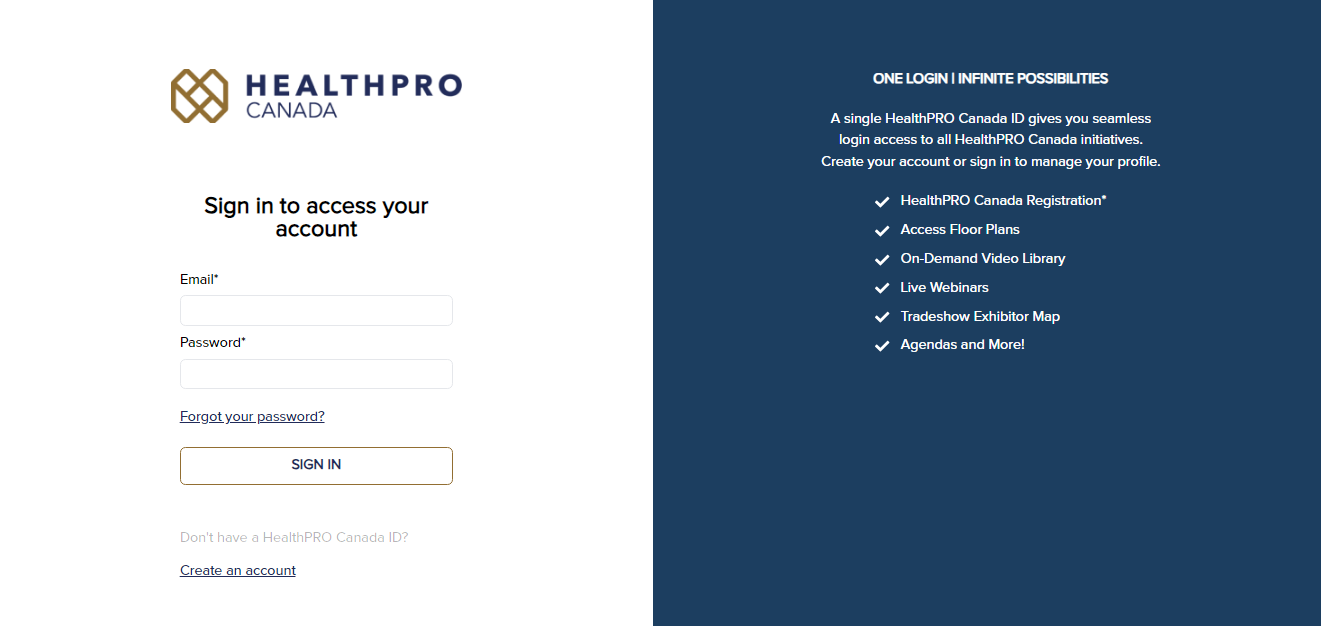 HEALTHPRO
CANADA
Sign in to access your
account
Email*
Password*
Forgot your password?
SIGN IN
Don't have a HealthPRO Canada ID?
Create an account
ONE LOGIN | INFINITE POSSIBILITIES
A single HealthPRO Canada ID gives you seamless
login access to all HealthPRO Canada initiatives.
Create your account or sign in to manage your profile.
HealthPRO Canada Registration*
Access Floor Plans
On-Demand Video Library
Live Webinars
Tradeshow Exhibitor Map
Agendas and More!